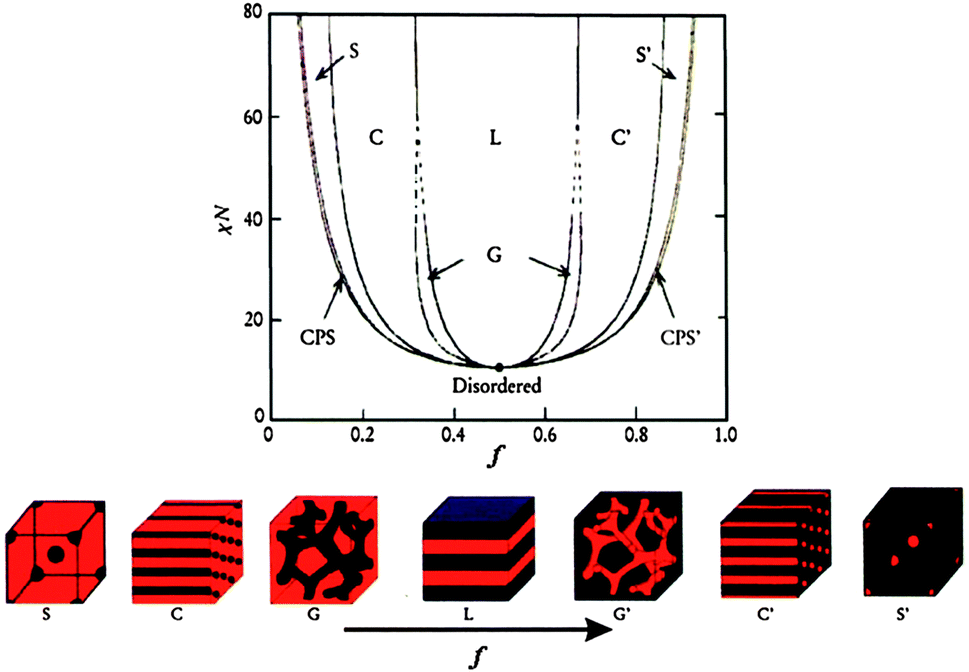 80
S
S'
60
C
L
C'
χN
40
G
20
CPS
CPS'
Disordered
0
0
0.2
0.4
0.6
0.8
1.0
f
S
C
G
L
G'
C'
S'
f